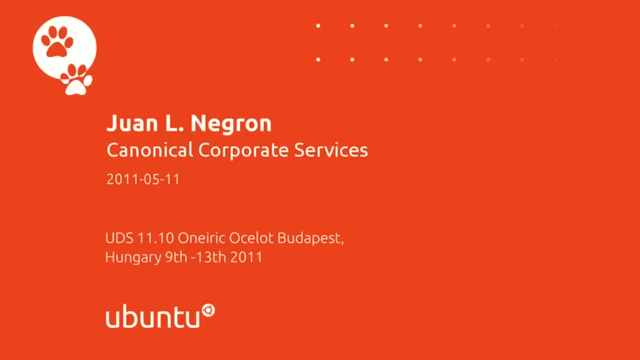 Juan L. Negron
Canonical Corporate Services
2011-05-11
UDS 11.10 Oneiric Ocelot Budapest,
Hungary 9th -13th 2011
ubuntu